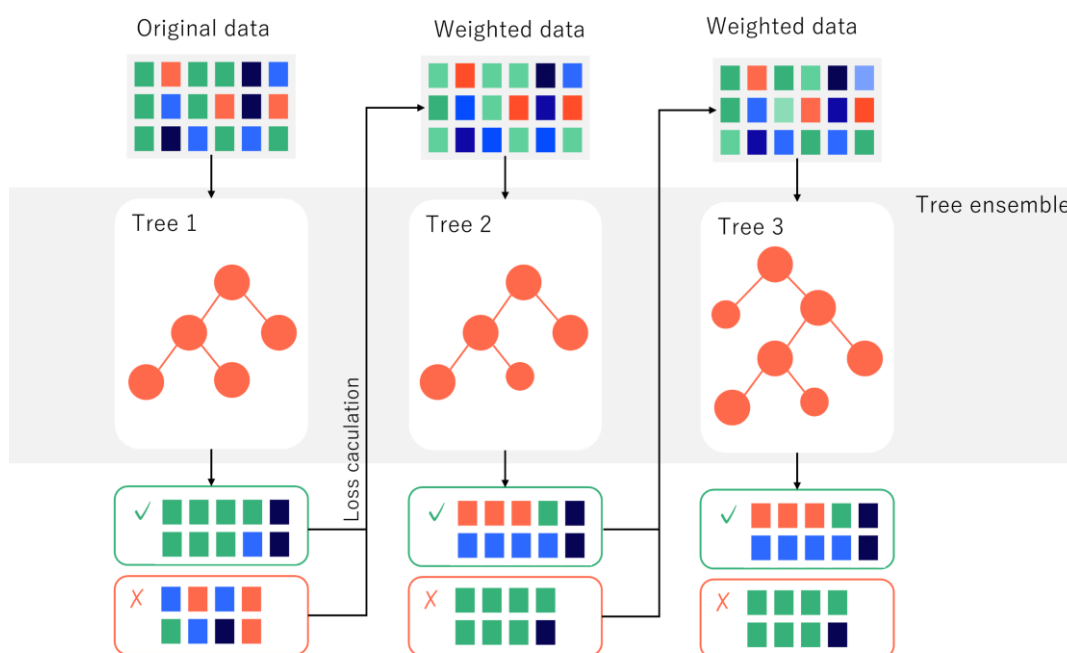 Original data
Weighted data
Weighted data
Tree ensemble
Tree 1
Tree 2
Tree 3
Loss caculation